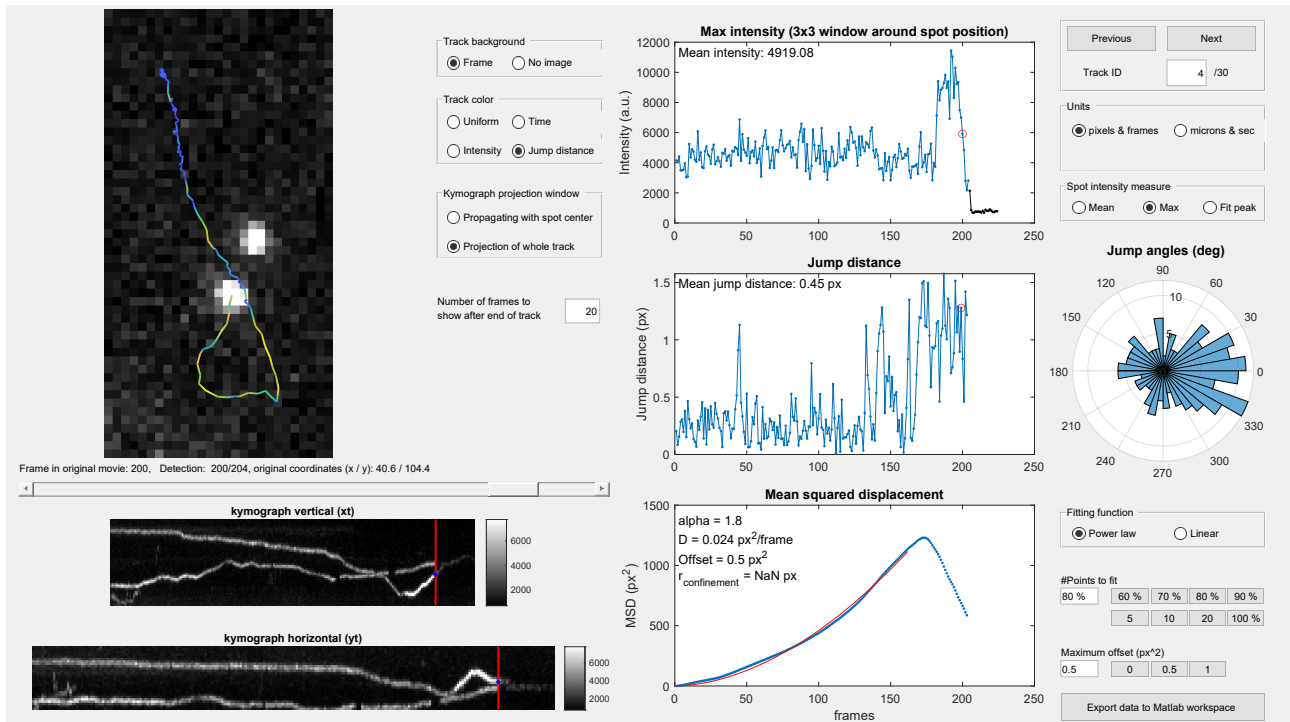 Track background
Frame
No image
Track color
Uniform
Time
Intensity
Jump distance
Kymograph projection window
Propagating with spot center
Projection of whole track
Number of frames to
show after end of track
20
Frame in original movie: 200,   Detection:  200/204, original coordinates (x / y): 40.6 / 104.4
kymograph vertical (xt)
6000
4000
2000
kymograph horizontal (yt)
6000
4000
2000
Max intensity (3x3 window around spot position)
Mean intensity: 4919.08
Intensity (a.u.)
12000
10000
8000
6000
4000
2000
0
0 50 100 150 200 250
Jump distance
Mean jump distance: 0.45 px
Jump distance (px)
1.5
1
0.5
0
0 50 100 150 200 250
Mean squared displacement
alpha = 1.8
D = 0.024 px²/frame
Offset = 0.5 px²
r_confinement = NaN px
MSD (px²)
1500
1000
500
0
0 50 100 150 200 250
frames
Previous
Next
Track ID
4
/30
Units
pixels & frames
microns & sec
Spot intensity measure
Mean
Max
Fit peak
Jump angles (deg)
90
120
60
10
150
30
5
180
0
210
330
240
300
270
Fitting function
Power law
Linear
#Points to fit
80 %
60 %
70 %
80 %
90 %
5
10
20
100 %
Maximum offset (px^2)
0.5
0
0.5
1
Export data to Matlab workspace